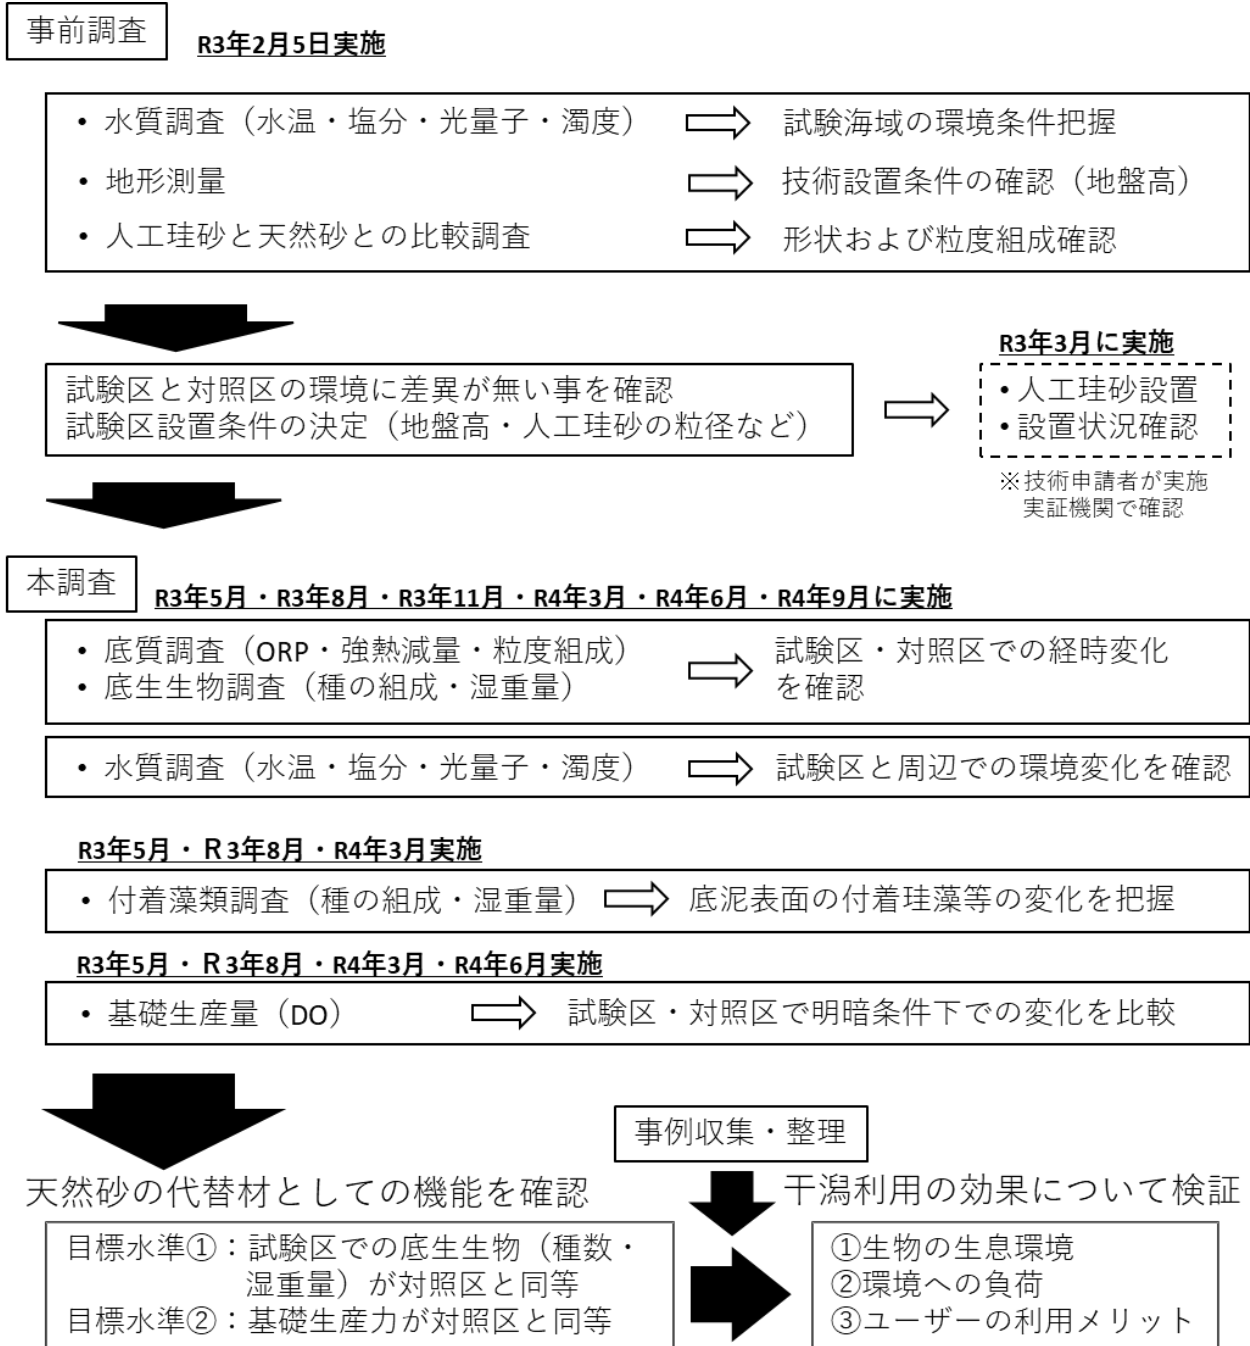 事前調査
R3年2月5日実施
• 水質調査（水温・塩分・光量子・濁度） 試験海域の環境条件把握
• 地形測量 技術設置条件の確認（地盤高）
• 人工珪砂と天然砂との比較調査 形状および粒度組成確認
試験区と対照区の環境に差異が無い事を確認
試験区設置条件の決定（地盤高・人工珪砂の粒径など）
R3年3月に実施
•人工珪砂設置
•設置状況確認
※技術申請者が実施
実証機関で確認
本調査
R3年5月・R3年8月・R3年11月・R4年3月・R4年6月・R4年9月に実施
• 底質調査（ORP・強熱減量・粒度組成）
• 底生生物調査（種の組成・湿重量）
試験区・対照区での経時変化
を確認
• 水質調査（水温・塩分・光量子・濁度） 試験区と周辺での環境変化を確認
R3年5月・Ｒ3年8月・R4年3月実施
• 付着藻類調査（種の組成・湿重量） 底泥表面の付着珪藻等の変化を把握
R3年5月・Ｒ3年8月・R4年3月・R4年6月実施
• 基礎生産量（DO） 試験区・対照区で明暗条件下での変化を比較
事例収集・整理
天然砂の代替材としての機能を確認
目標水準①：試験区での底生生物（種数・
湿重量）が対照区と同等
目標水準②：基礎生産力が対照区と同等
干潟利用の効果について検証
①生物の生息環境
②環境への負荷
③ユーザーの利用メリット